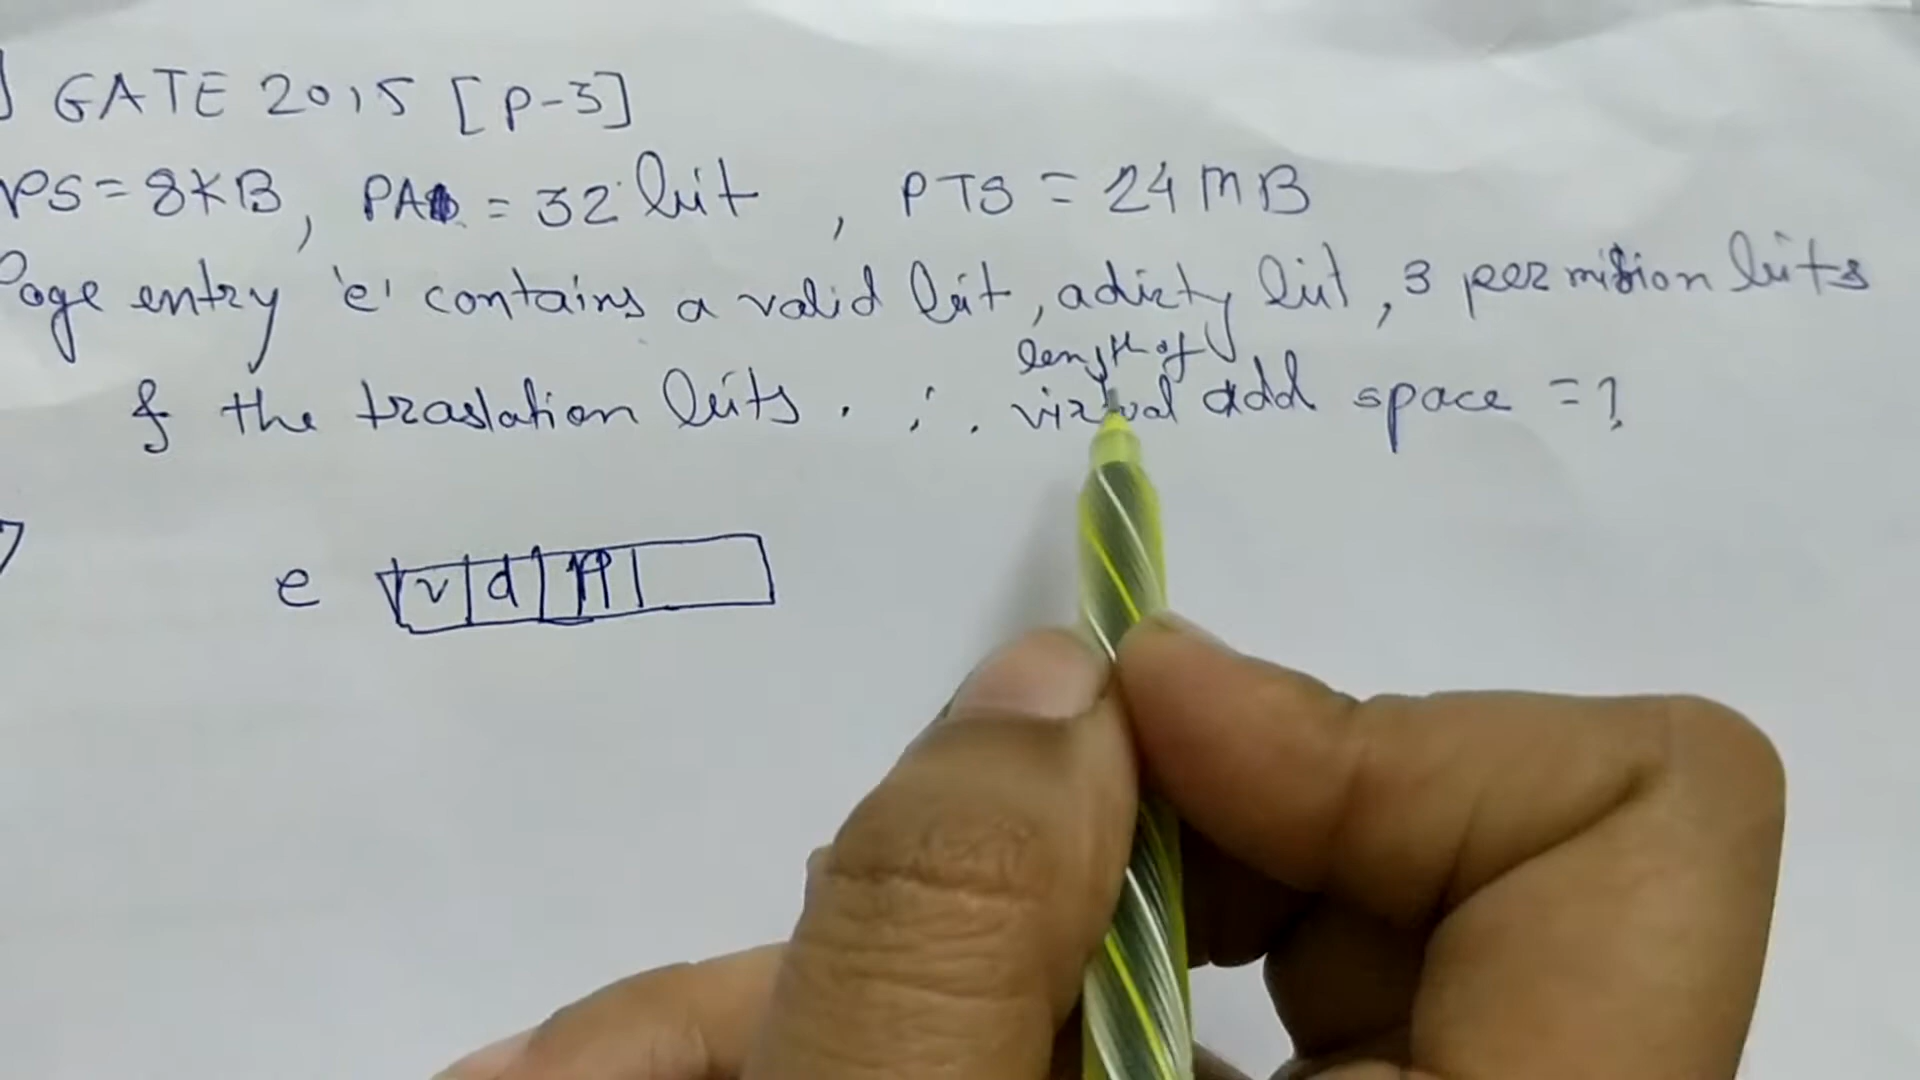 ] GATE 2015 [P-3]
PS = 8KB, PA = 32 bit , PTS = 24 MB
Page entry 'e' contains a valid bit, a dirty bit, 3 permision bits
& the traslation bits. ∴ length of virtual add space = ?
e v d P